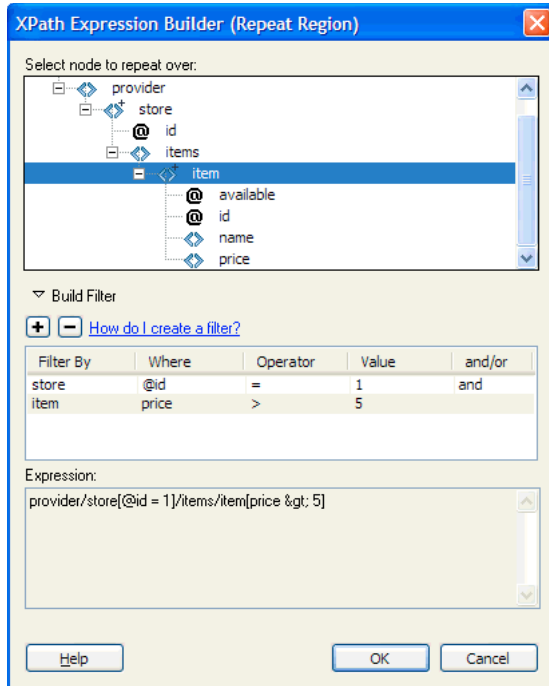 XPath Expression Builder (Repeat Region)
Select node to repeat over:
provider
store
@ id
items
item
@ available
@ id
name
price
Build Filter
How do I create a filter?
Filter By Where Operator Value and/or
store @id = 1 and
item price > 5
Expression:
provider/store[@id = 1]/items/item[price &gt; 5]
Help OK Cancel